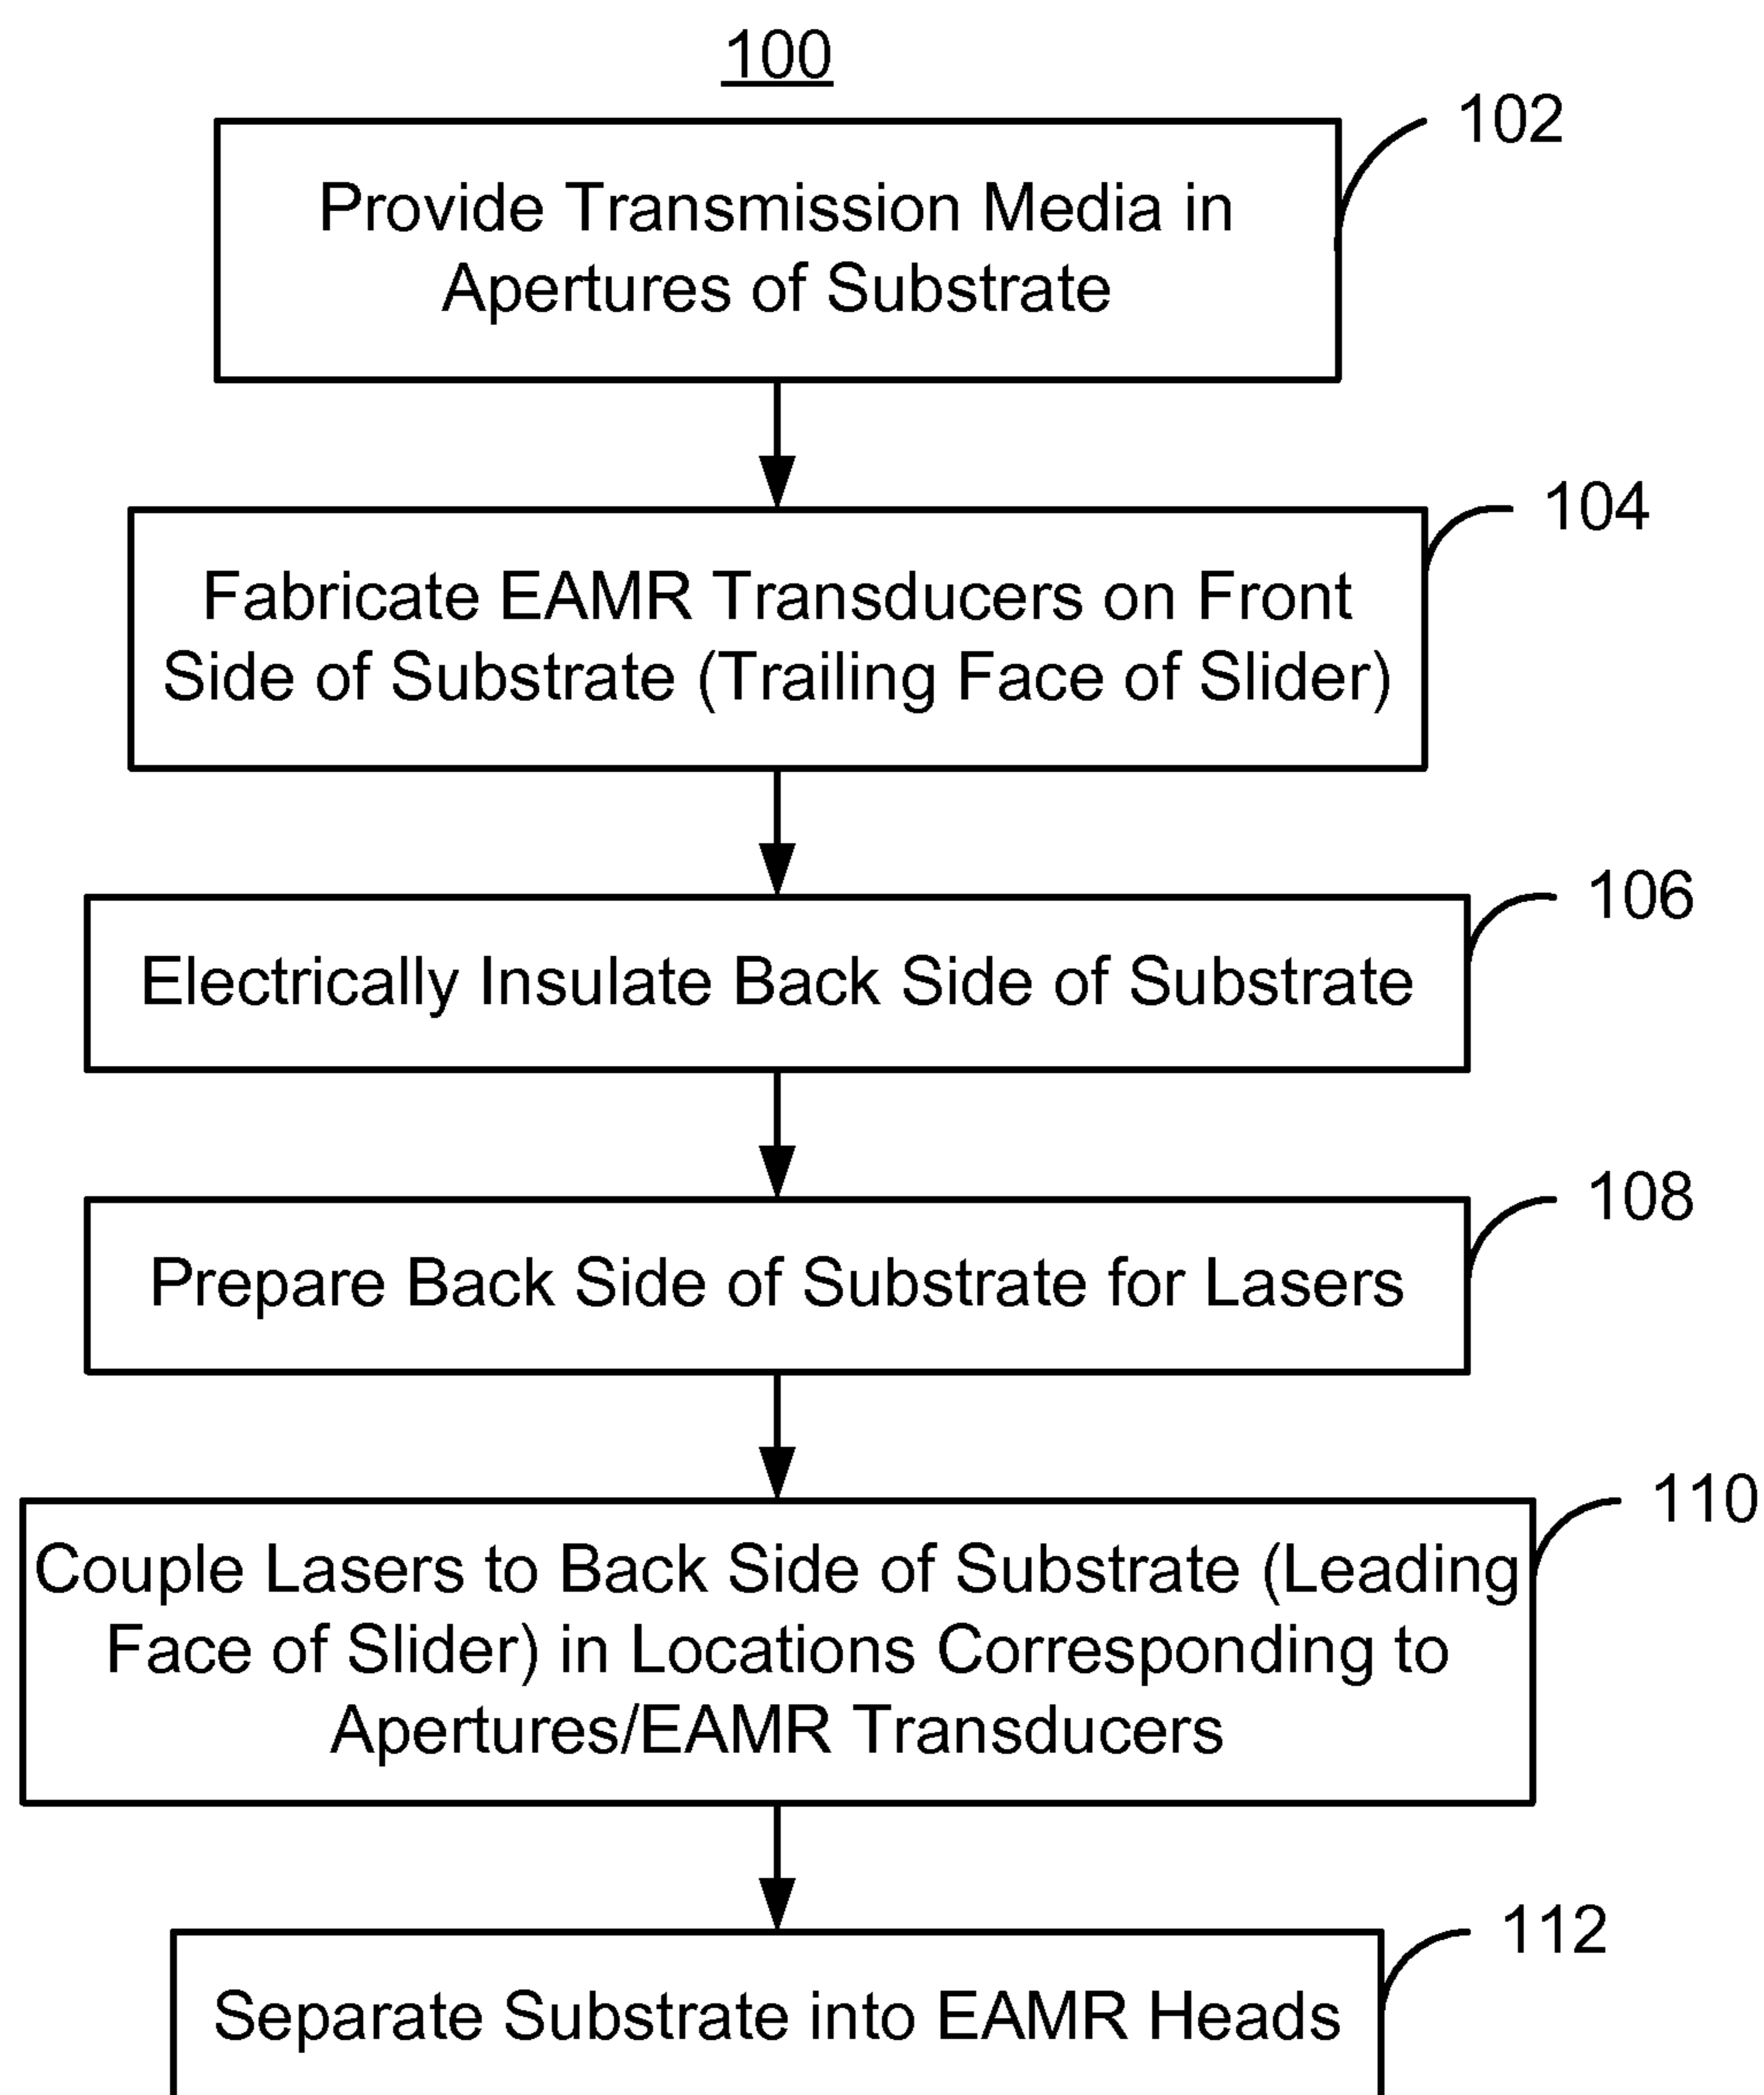 100
102
Provide Transmission Media in
Apertures of Substrate
104
Fabricate EAMR Transducers on Front
Side of Substrate (Trailing Face of Slider)
106
Electrically Insulate Back Side of Substrate
108
Prepare Back Side of Substrate for Lasers
110
Couple Lasers to Back Side of Substrate (Leading
Face of Slider) in Locations Corresponding to
Apertures/EAMR Transducers
112
Separate Substrate into EAMR Heads